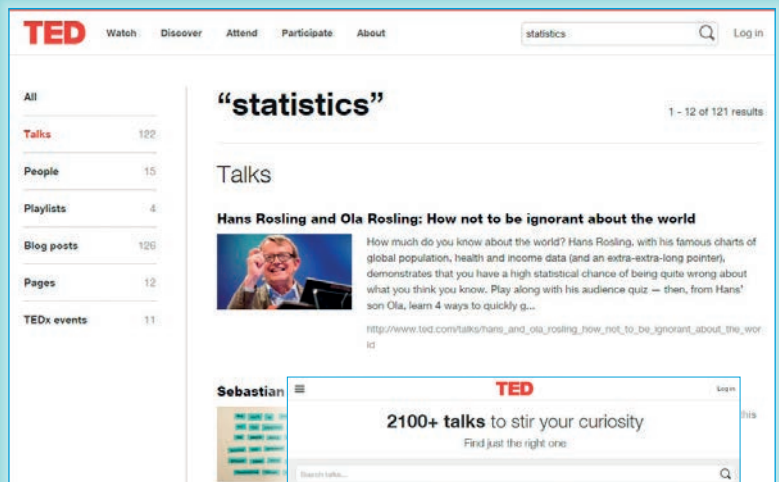 TED Watch Discover Attend Participate About statistics Log in
All
Talks 122
People 15
Playlists 4
Blog posts 126
Pages 12
TEDx events 11
“statistics”
1 - 12 of 121 results
Talks
Hans Rosling and Ola Rosling: How not to be ignorant about the world
How much do you know about the world? Hans Rosling, with his famous charts of
global population, health and income data (and an extra-extra-long pointer),
demonstrates that you have a high statistical chance of being quite wrong about
what you think you know. Play along with his audience quiz — then, from Hans'
son Ola, learn 4 ways to quickly g...
http://www.ted.com/talks/hans_and_ola_rosling_how_not_to_be_ignorant_about_the_wor
ld
Sebastian
this
TED Log in
2100+ talks to stir your curiosity
Find just the right one
Search talks...